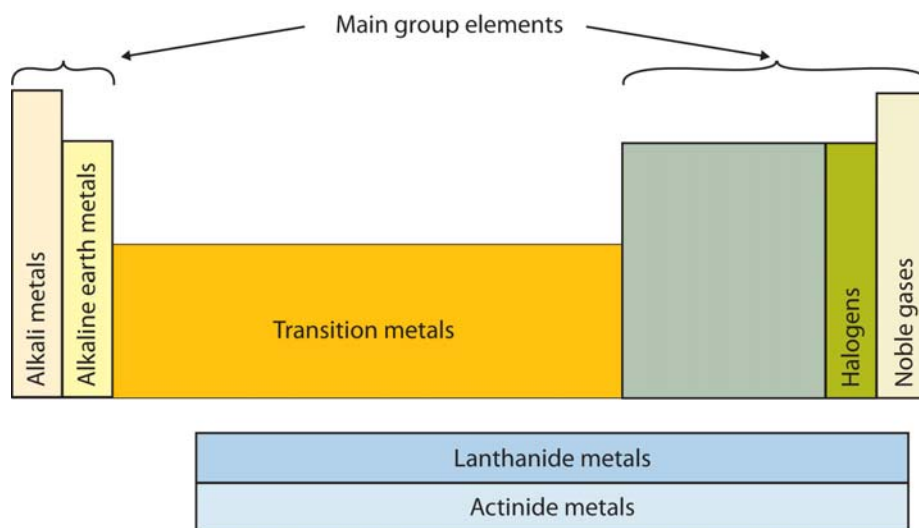 Main group elements
Alkali metals
Alkaline earth metals
Transition metals
Halogens
Noble gases
Lanthanide metals
Actinide metals